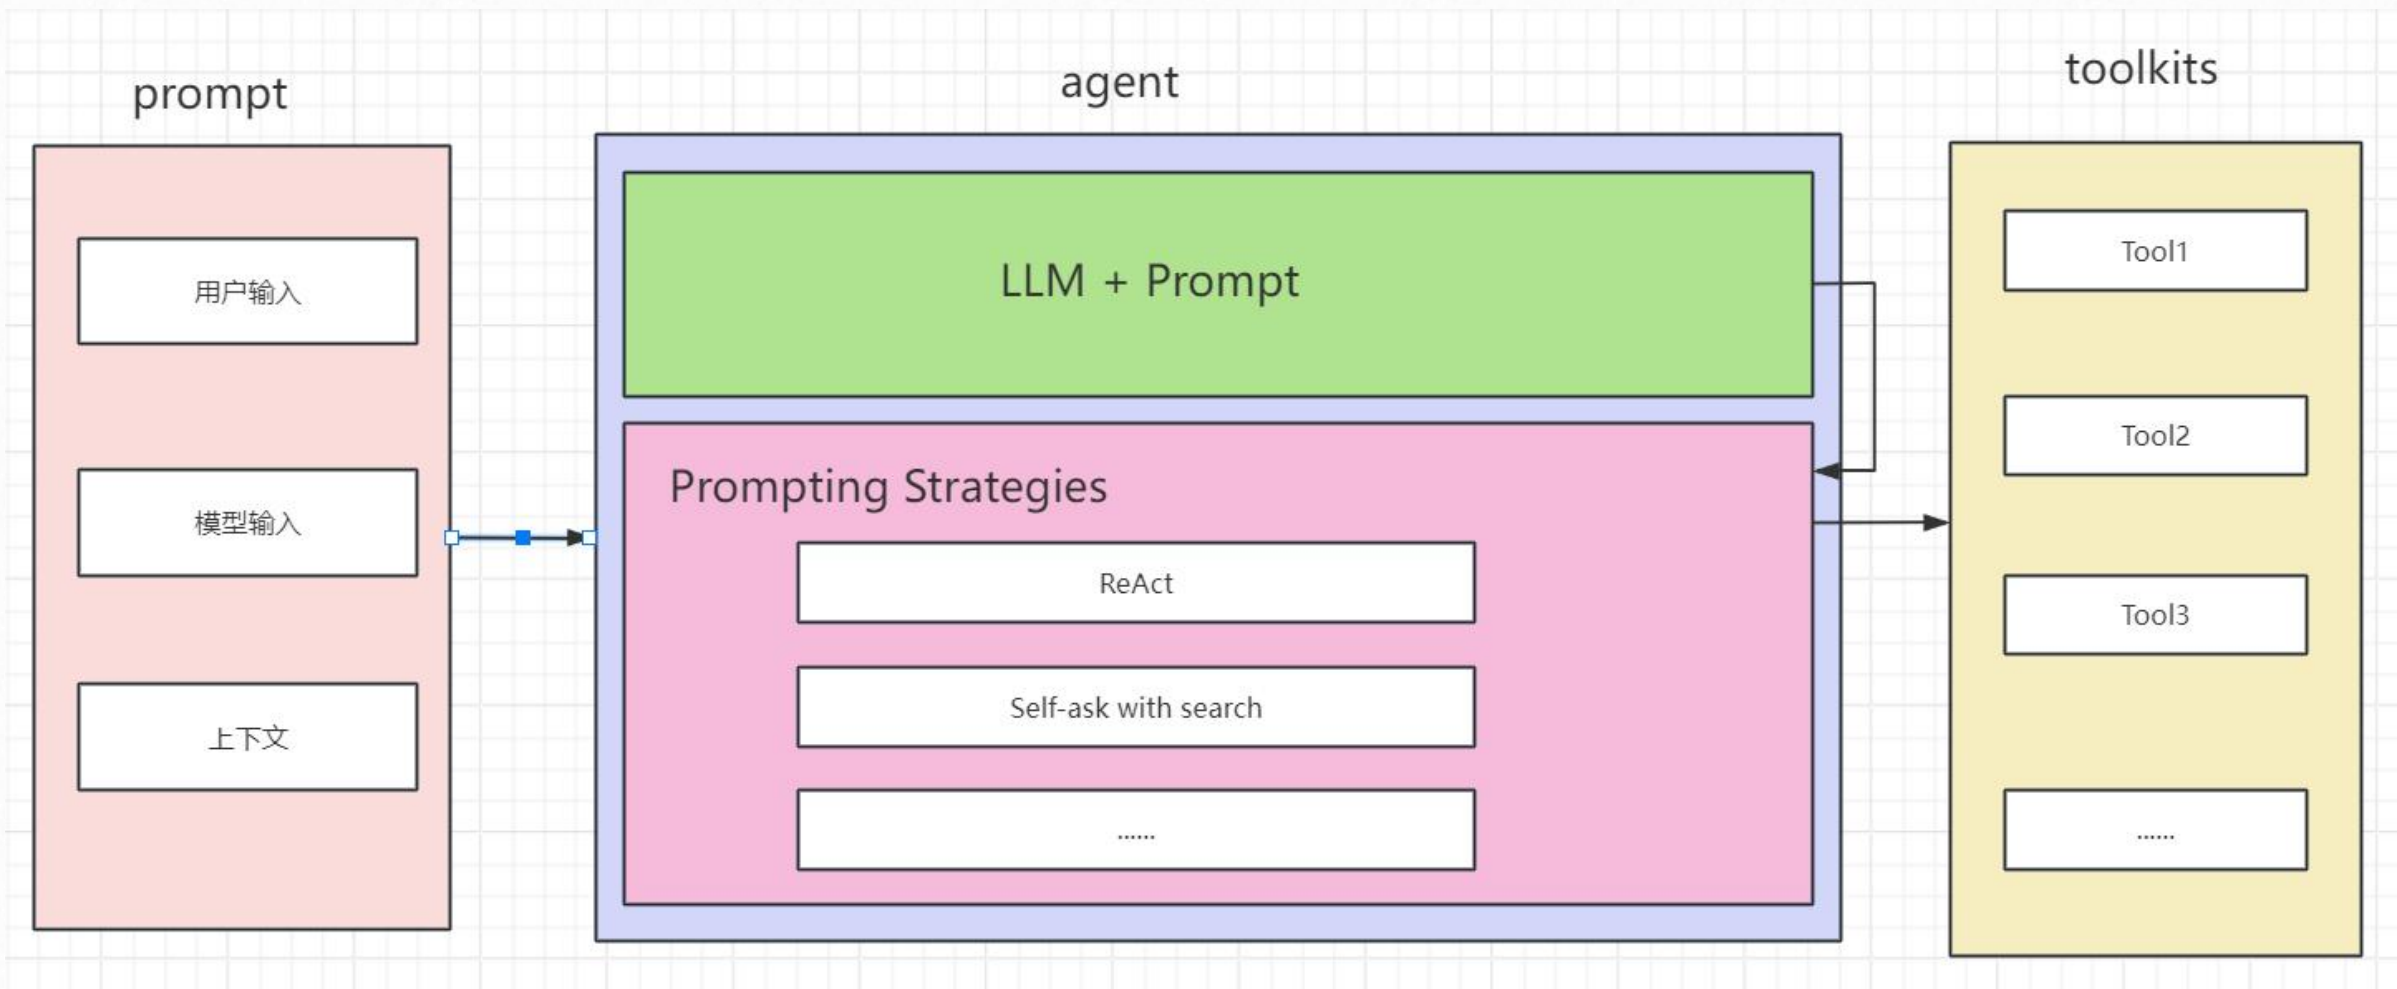 prompt
用户输入
模型输入
上下文
agent
LLM + Prompt
Prompting Strategies
ReAct
Self-ask with search
......
toolkits
Tool1
Tool2
Tool3
......